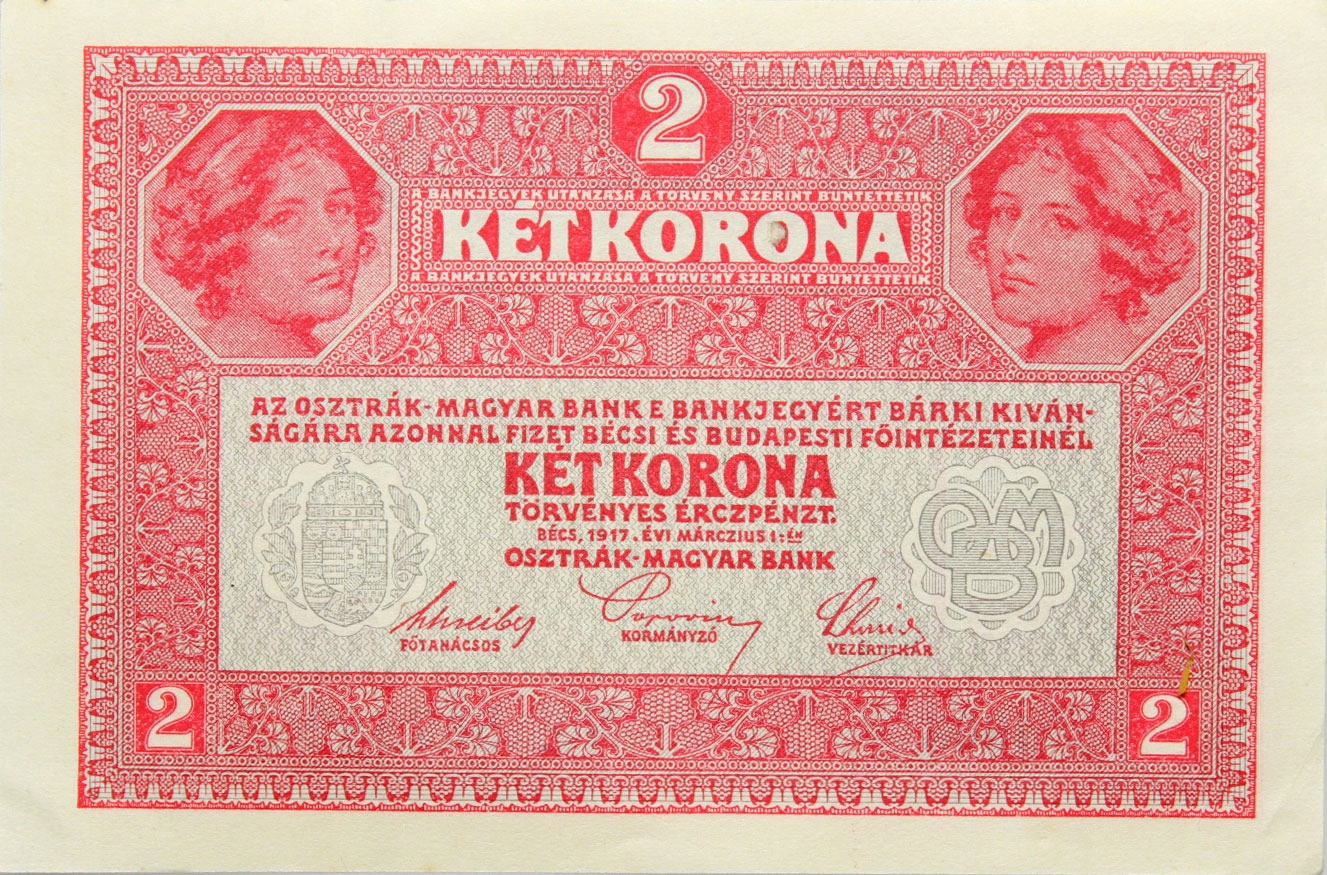 2
A BANKJEGYEK UTÁNZÁSA A TÖRVÉNY SZERINT BÜNTETTETIK
KÉT KORONA
A BANKJEGYEK UTÁNZÁSA A TÖRVÉNY SZERINT BÜNTETTETIK
AZ OSZTRÁK-MAGYAR BANK E BANKJEGYÉRT BÁRKI KIVÁN-
SÁGÁRA AZONNAL FIZET BÉCSI ÉS BUDAPESTI FŐINTÉZETEINÉL
KÉT KORONA
TÖRVÉNYES ÉRCZPÉNZT.
BÉCS, 1917. ÉVI MÁRCZIUS 1:ÉN
OSZTRÁK-MAGYAR BANK
FŐTANÁCSOS KORMÁNYZÓ VEZÉRTITKÁR
2 2